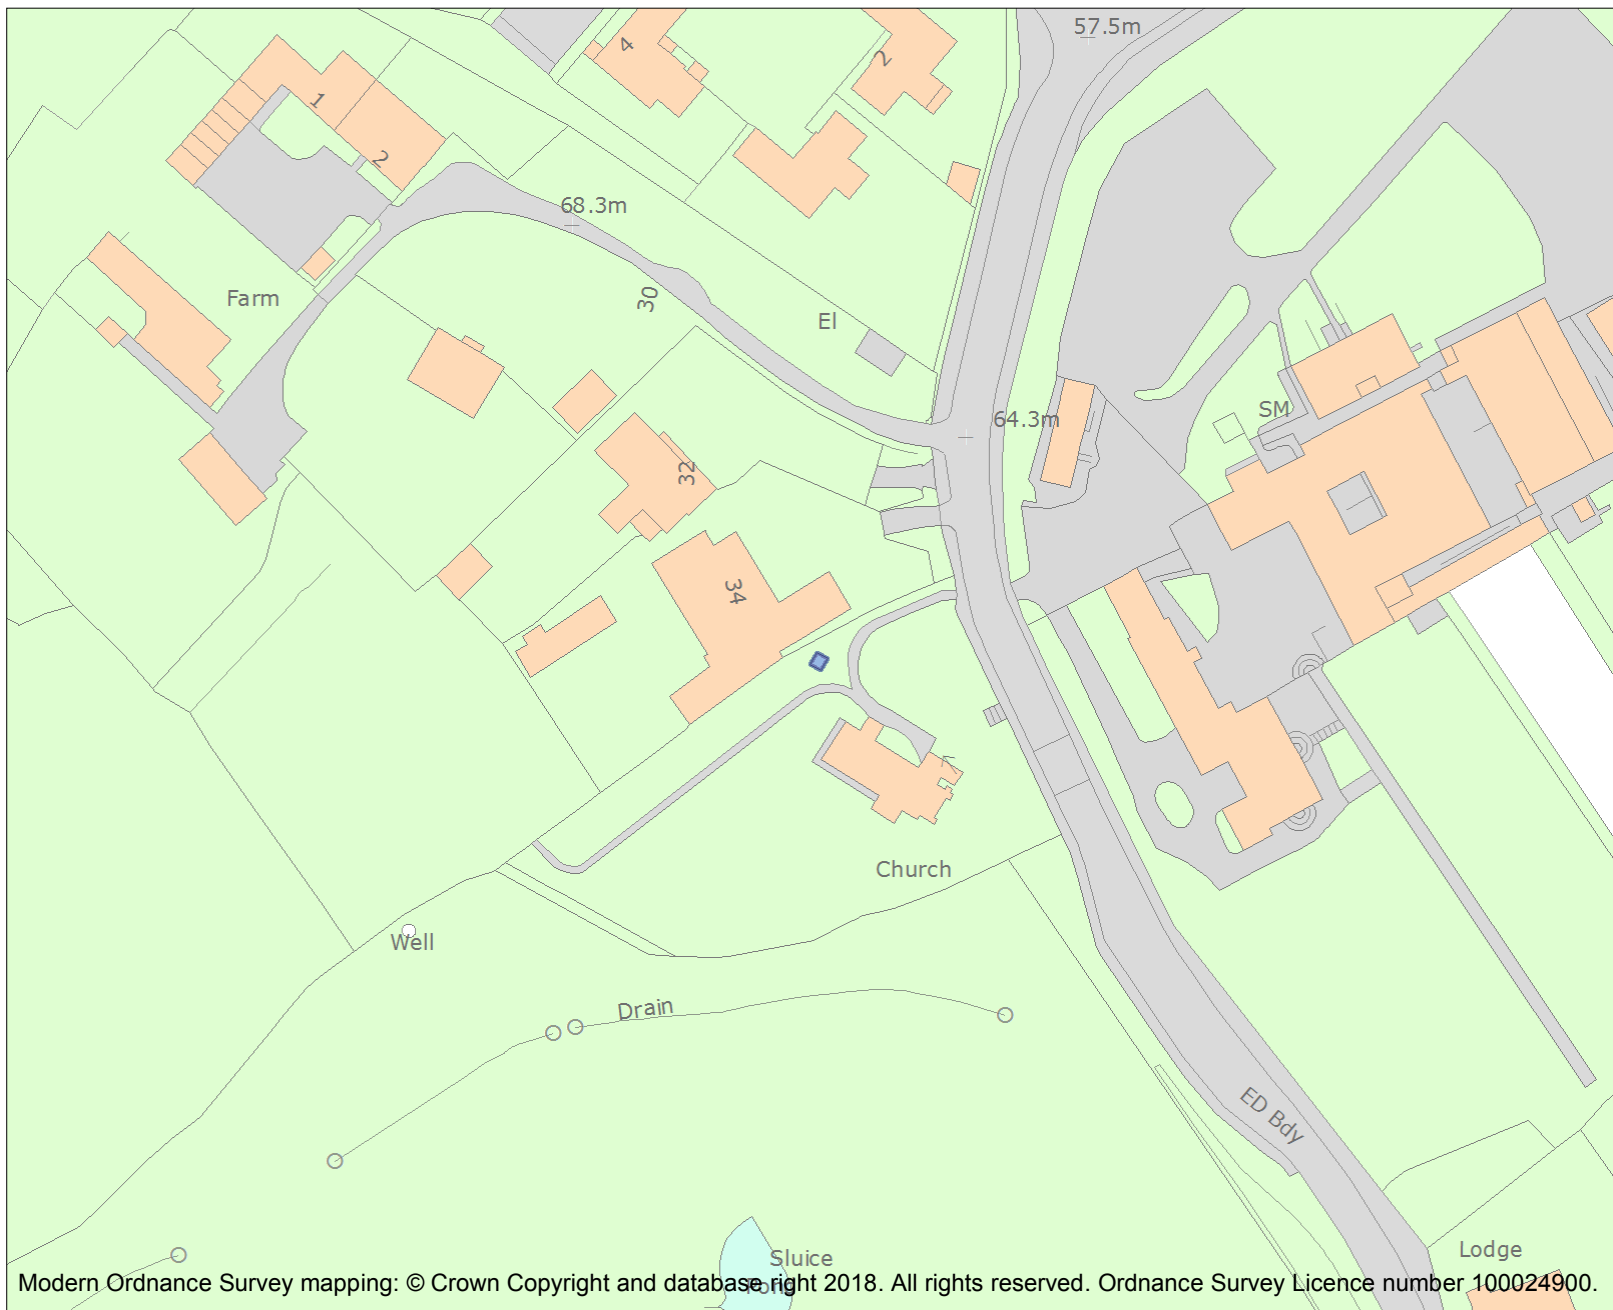 57.5m
4
2
1
2
68.3m
Farm
30
El
64.3m
SM
32
34
Church
Well
Drain
ED Bdy
Lodge
Sluice
Pond
Modern Ordnance Survey mapping: © Crown Copyright and database right 2018. All rights reserved. Ordnance Survey Licence number 100024900.